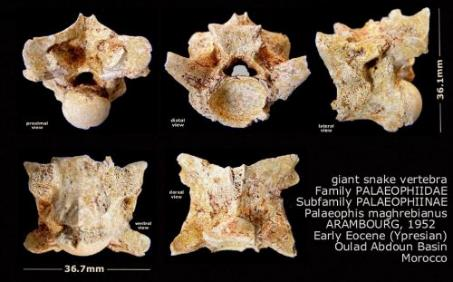 proximal
view
distal
view
lateral
view
36.1mm
ventral
view
dorsal
view
36.7mm
giant snake vertebra
Family PALAEOPHIIDAE
Subfamily PALAEOPHIINAE
Palaeophis maghrebianus
ARAMBOURG, 1952
Early Eocene (Ypresian)
Oulad Abdoun Basin
Morocco